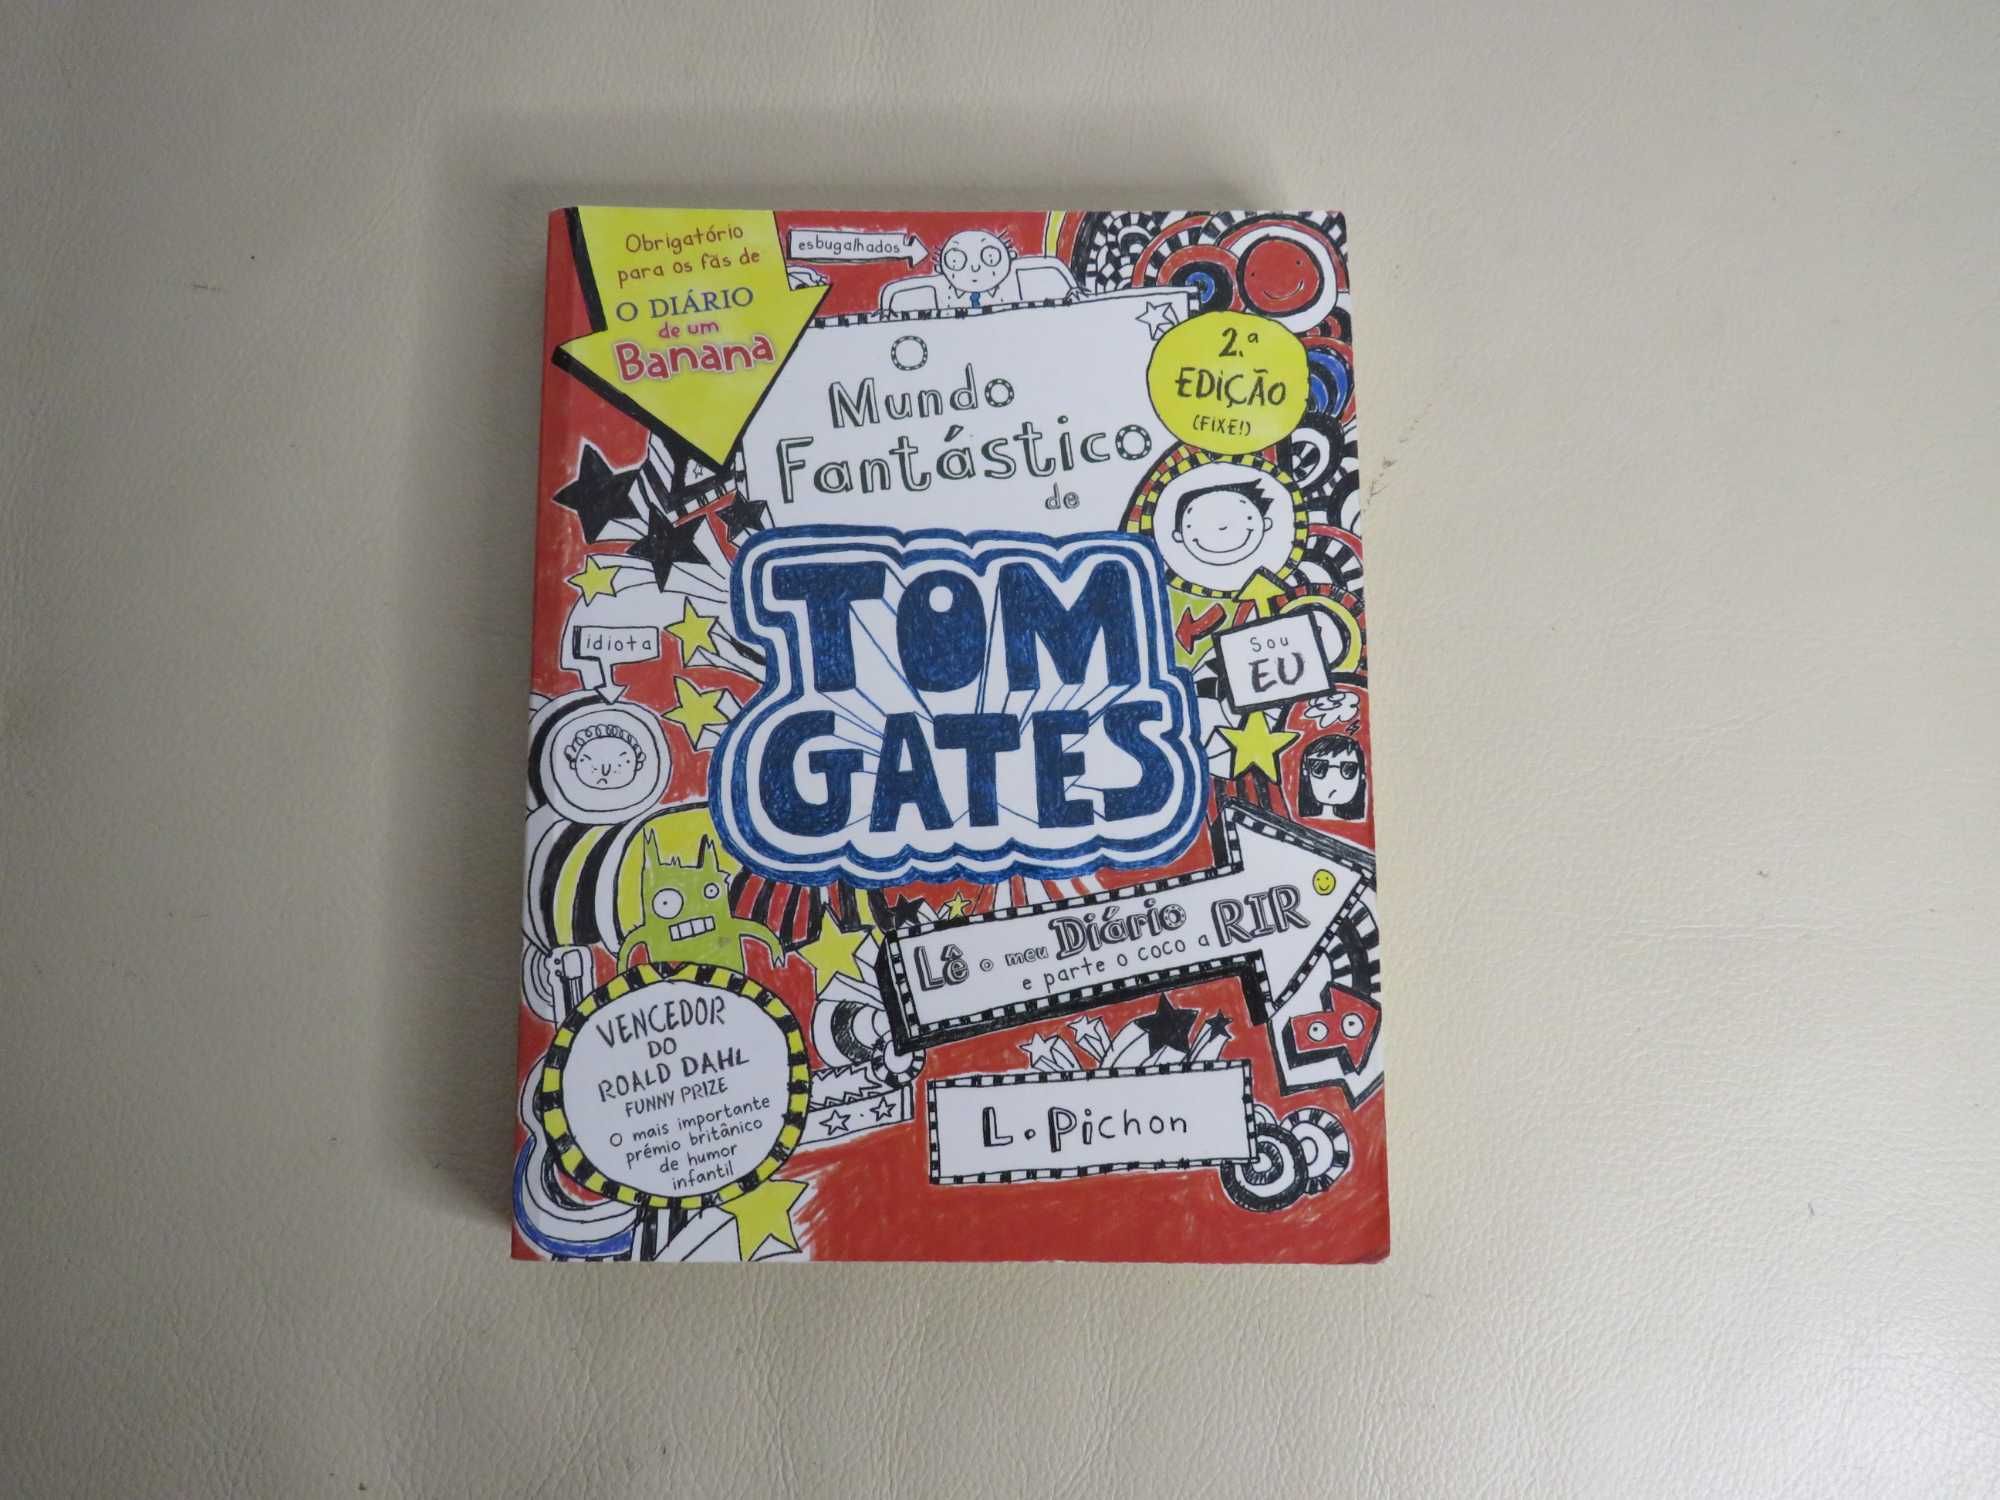 Obrigatório
para os fãs de
O DIÁRIO
de um
Banana
esbugalhados
O
Mundo
Fantástico
de
2.ª
EDIÇÃO
(FIXE!)
TOM
GATES
idiota
Sou
EU
Lê o meu Diário
e parte o coco a RIR
VENCEDOR
DO
ROALD DAHL
FUNNY PRIZE
O mais importante
prémio britânico
de humor
infantil
L. Pichon